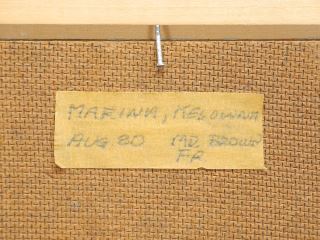 MARINA, KELOWNA
AUG 80 MD. BROWN
FR